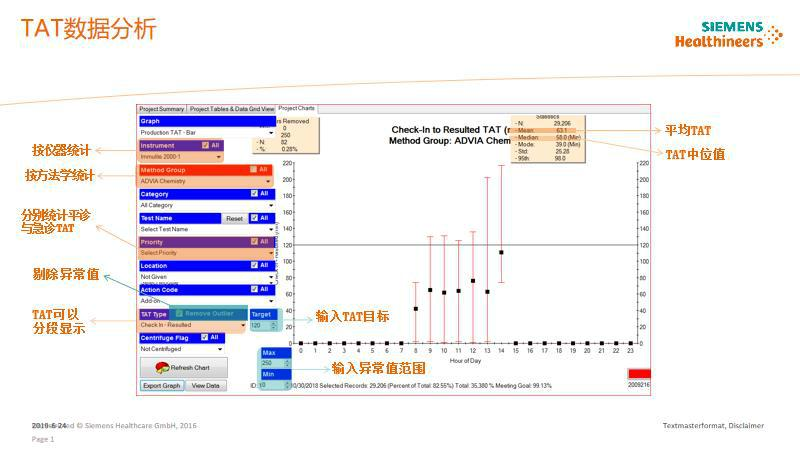 TAT数据分析
SIEMENS
Healthineers
Project Summary Project Tables & Data Grid View Project Charts
Graph
Production TAT - Bar
Instrument All
Immulite 2000-1
Method Group All
ADVIA Chemistry
Category All
All Category
Test Name Reset All
Select Test Name
Priority All
Select Priority
Location All
Not Given
Action Code All
Add-on
TAT Type Remove Outlier Target
Check In - Resulted 120
Centrifuge Flag All
Not Centrifuged
Max
250
Min
0
Refresh Chart
Export Graph View Data
rs Removed
0
250
- N: 82
- %: 0.28%
Check-In to Resulted TAT
Method Group: ADVIA Chem
Statistics
- N: 29,206
- Mean: 63.1
- Median: 58.0 (Min)
- Mode: 39.0 (Min)
- Std: 25.28
- 95th 98.0
220 220
200 200
180 180
160 160
140 140
120 120
100 100
80 80
60 60
40 40
20 20
0 0
0 1 2 3 4 5 6 7 8 9 10 11 12 13 14 15 16 17 18 19 20 21 22 23
Hour of Day
10/30/2018 Selected Records: 29,206 (Percent of Total: 82.55%) Total: 35,380 % Meeting Goal: 99.13%
2009216
按仪器统计
按方法学统计
分别统计平诊
与急诊TAT
剔除异常值
TAT可以
分段显示
平均TAT
TAT中位值
输入TAT目标
输入异常值范围
2019-6-24 © Siemens Healthcare GmbH, 2016
Textmasterformat, Disclaimer
Page 1